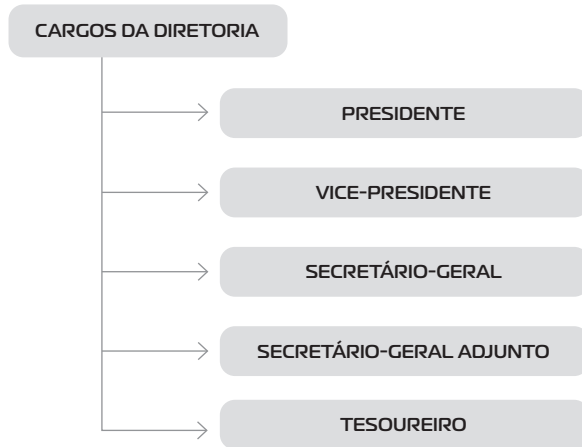 CARGOS DA DIRETORIA
PRESIDENTE
VICE-PRESIDENTE
SECRETÁRIO-GERAL
SECRETÁRIO-GERAL ADJUNTO
TESOUREIRO